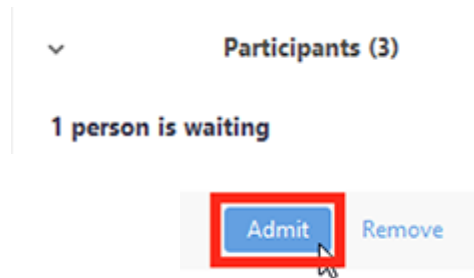 Participants (3)
1 person is waiting
Admit Remove